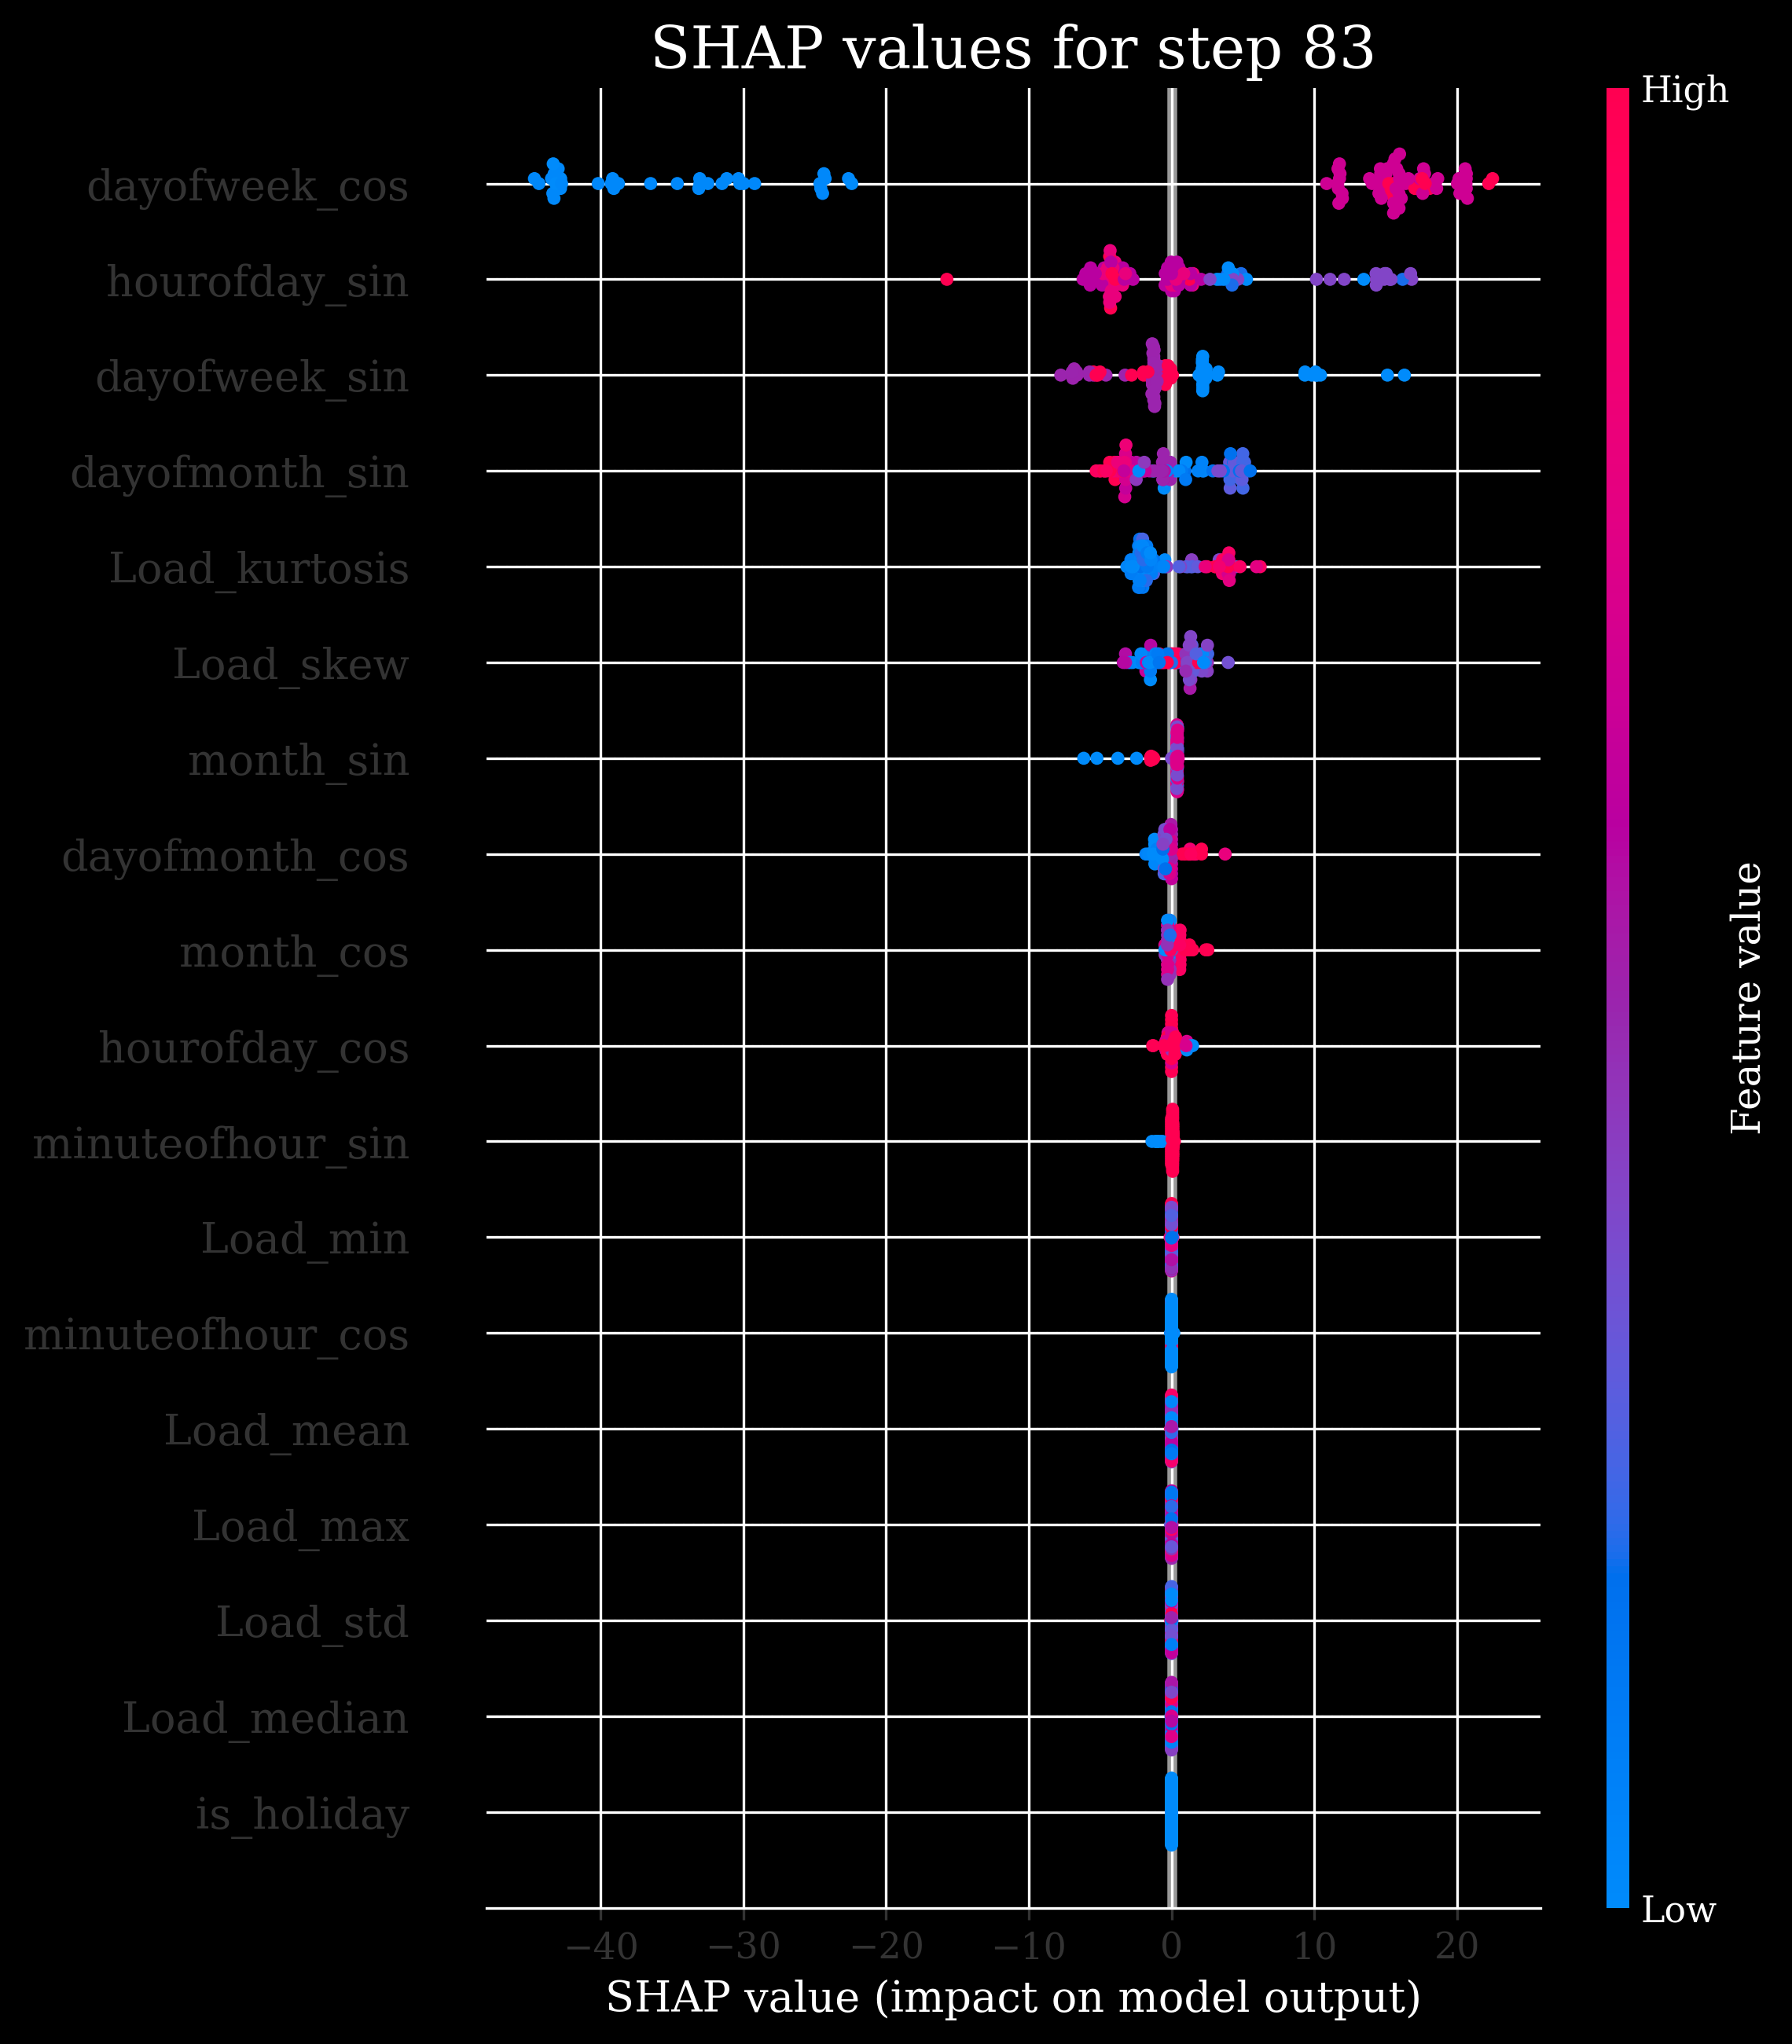 SHAP values for step 83
High
dayofweek_cos
hourofday_sin
dayofweek_sin
dayofmonth_sin
Load_kurtosis
Load_skew
month_sin
dayofmonth_cos
month_cos
hourofday_cos
minuteofhour_sin
Load_min
minuteofhour_cos
Load_mean
Load_max
Load_std
Load_median
is_holiday
Feature value
Low
−40 −30 −20 −10 0 10 20
SHAP value (impact on model output)